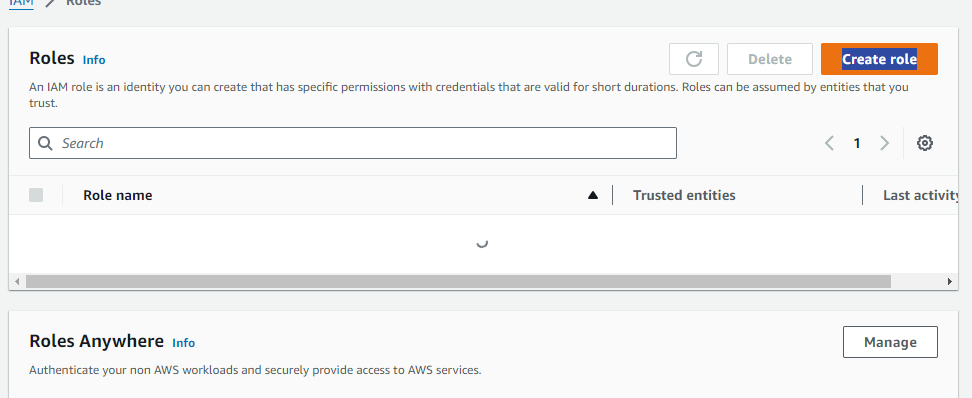 IAM > Roles
Roles Info
Delete
Create role
An IAM role is an identity you can create that has specific permissions with credentials that are valid for short durations. Roles can be assumed by entities that you
trust.
Search
1
Role name
Trusted entities
Last activity
Roles Anywhere Info
Manage
Authenticate your non AWS workloads and securely provide access to AWS services.